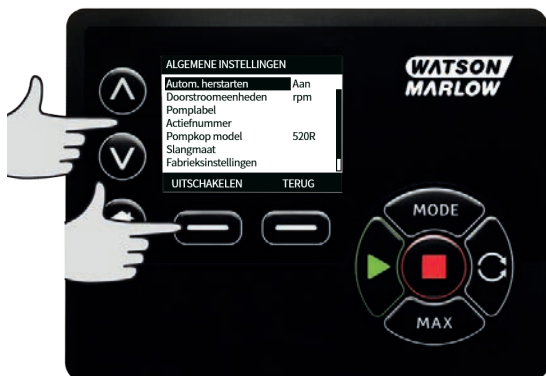 ALGEMENE INSTELLINGEN
Autom. herstarten Aan
Doorstroomeenheden rpm
Pomplabel
Actiefnummer
Pompkop model 520R
Slangmaat
Fabrieksinstellingen
UITSCHAKELEN TERUG
WATSON
MARLOW
MODE
MAX